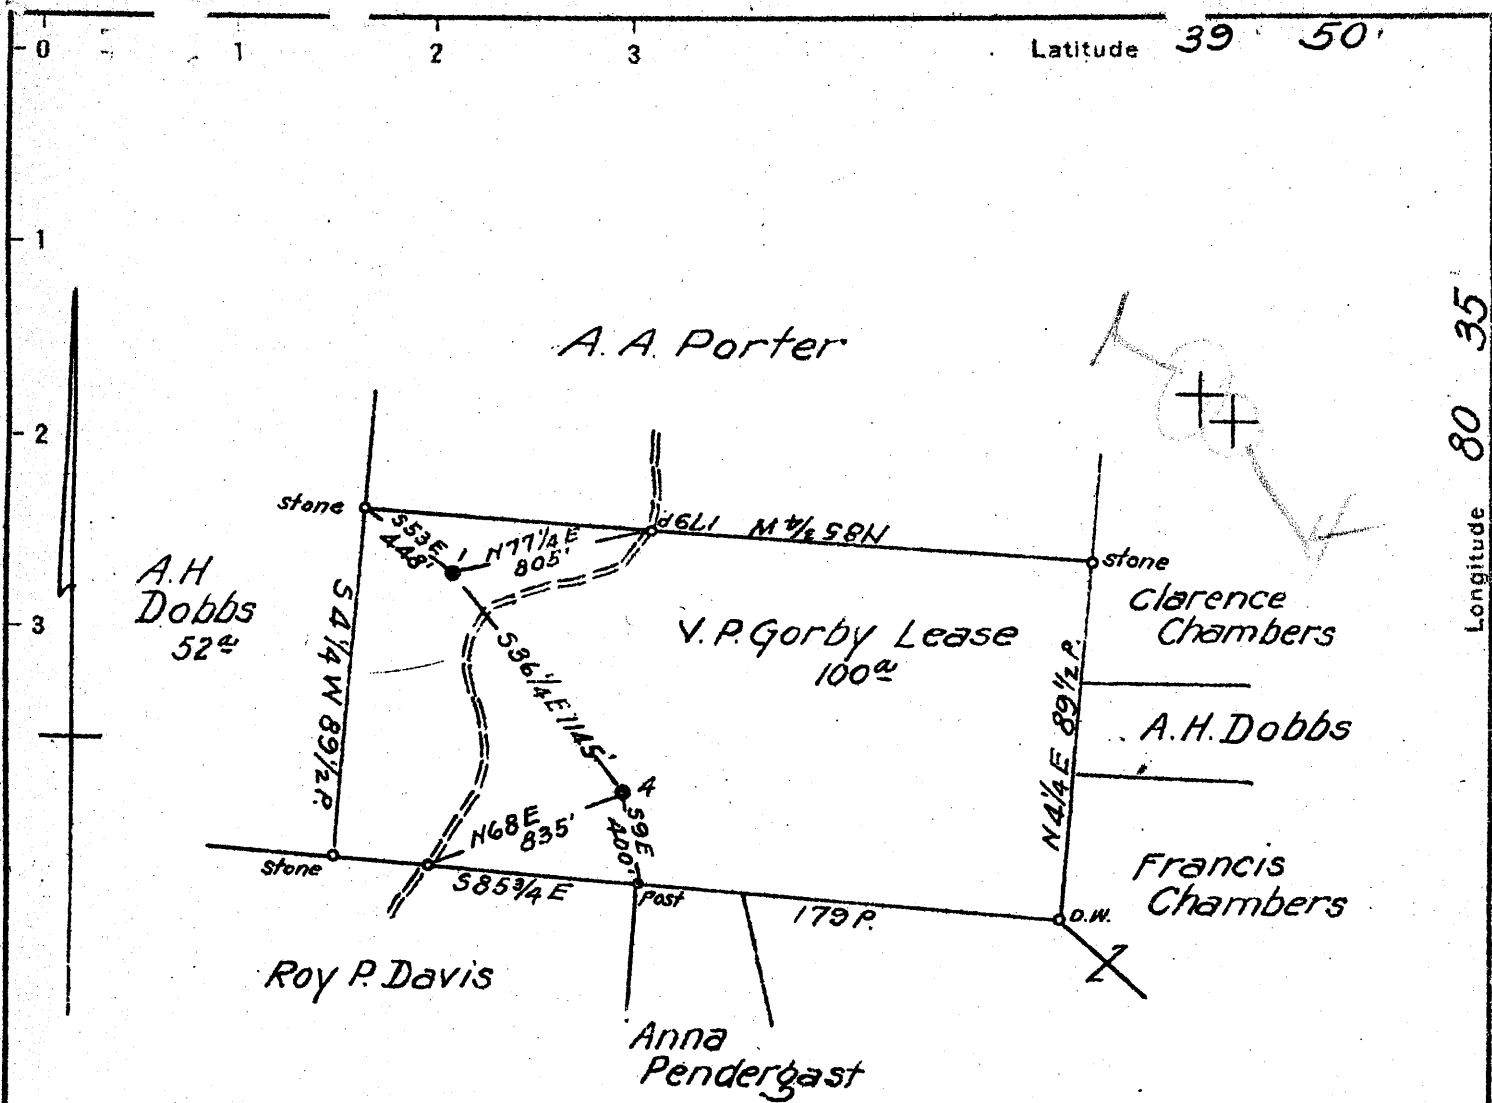 0 1 2 3 Latitude 39 50'
1
2
3
Longitude 80 35
A. A. Porter
stone
S53E
448'
1
N77¼E
805'
179P
N85¾W
stone
A.H
Dobbs
52a
S4¼W 89½P.
V. P. Gorby Lease
100a
Clarence
Chambers
S36¼E 1145'
N4¼E 89½P.
A.H. Dobbs
4
N68E
835'
S9E
400'
stone
S85¾E
Post
179P.
D.W.
Francis
Chambers
Roy P. Davis
Anna
Pendergast